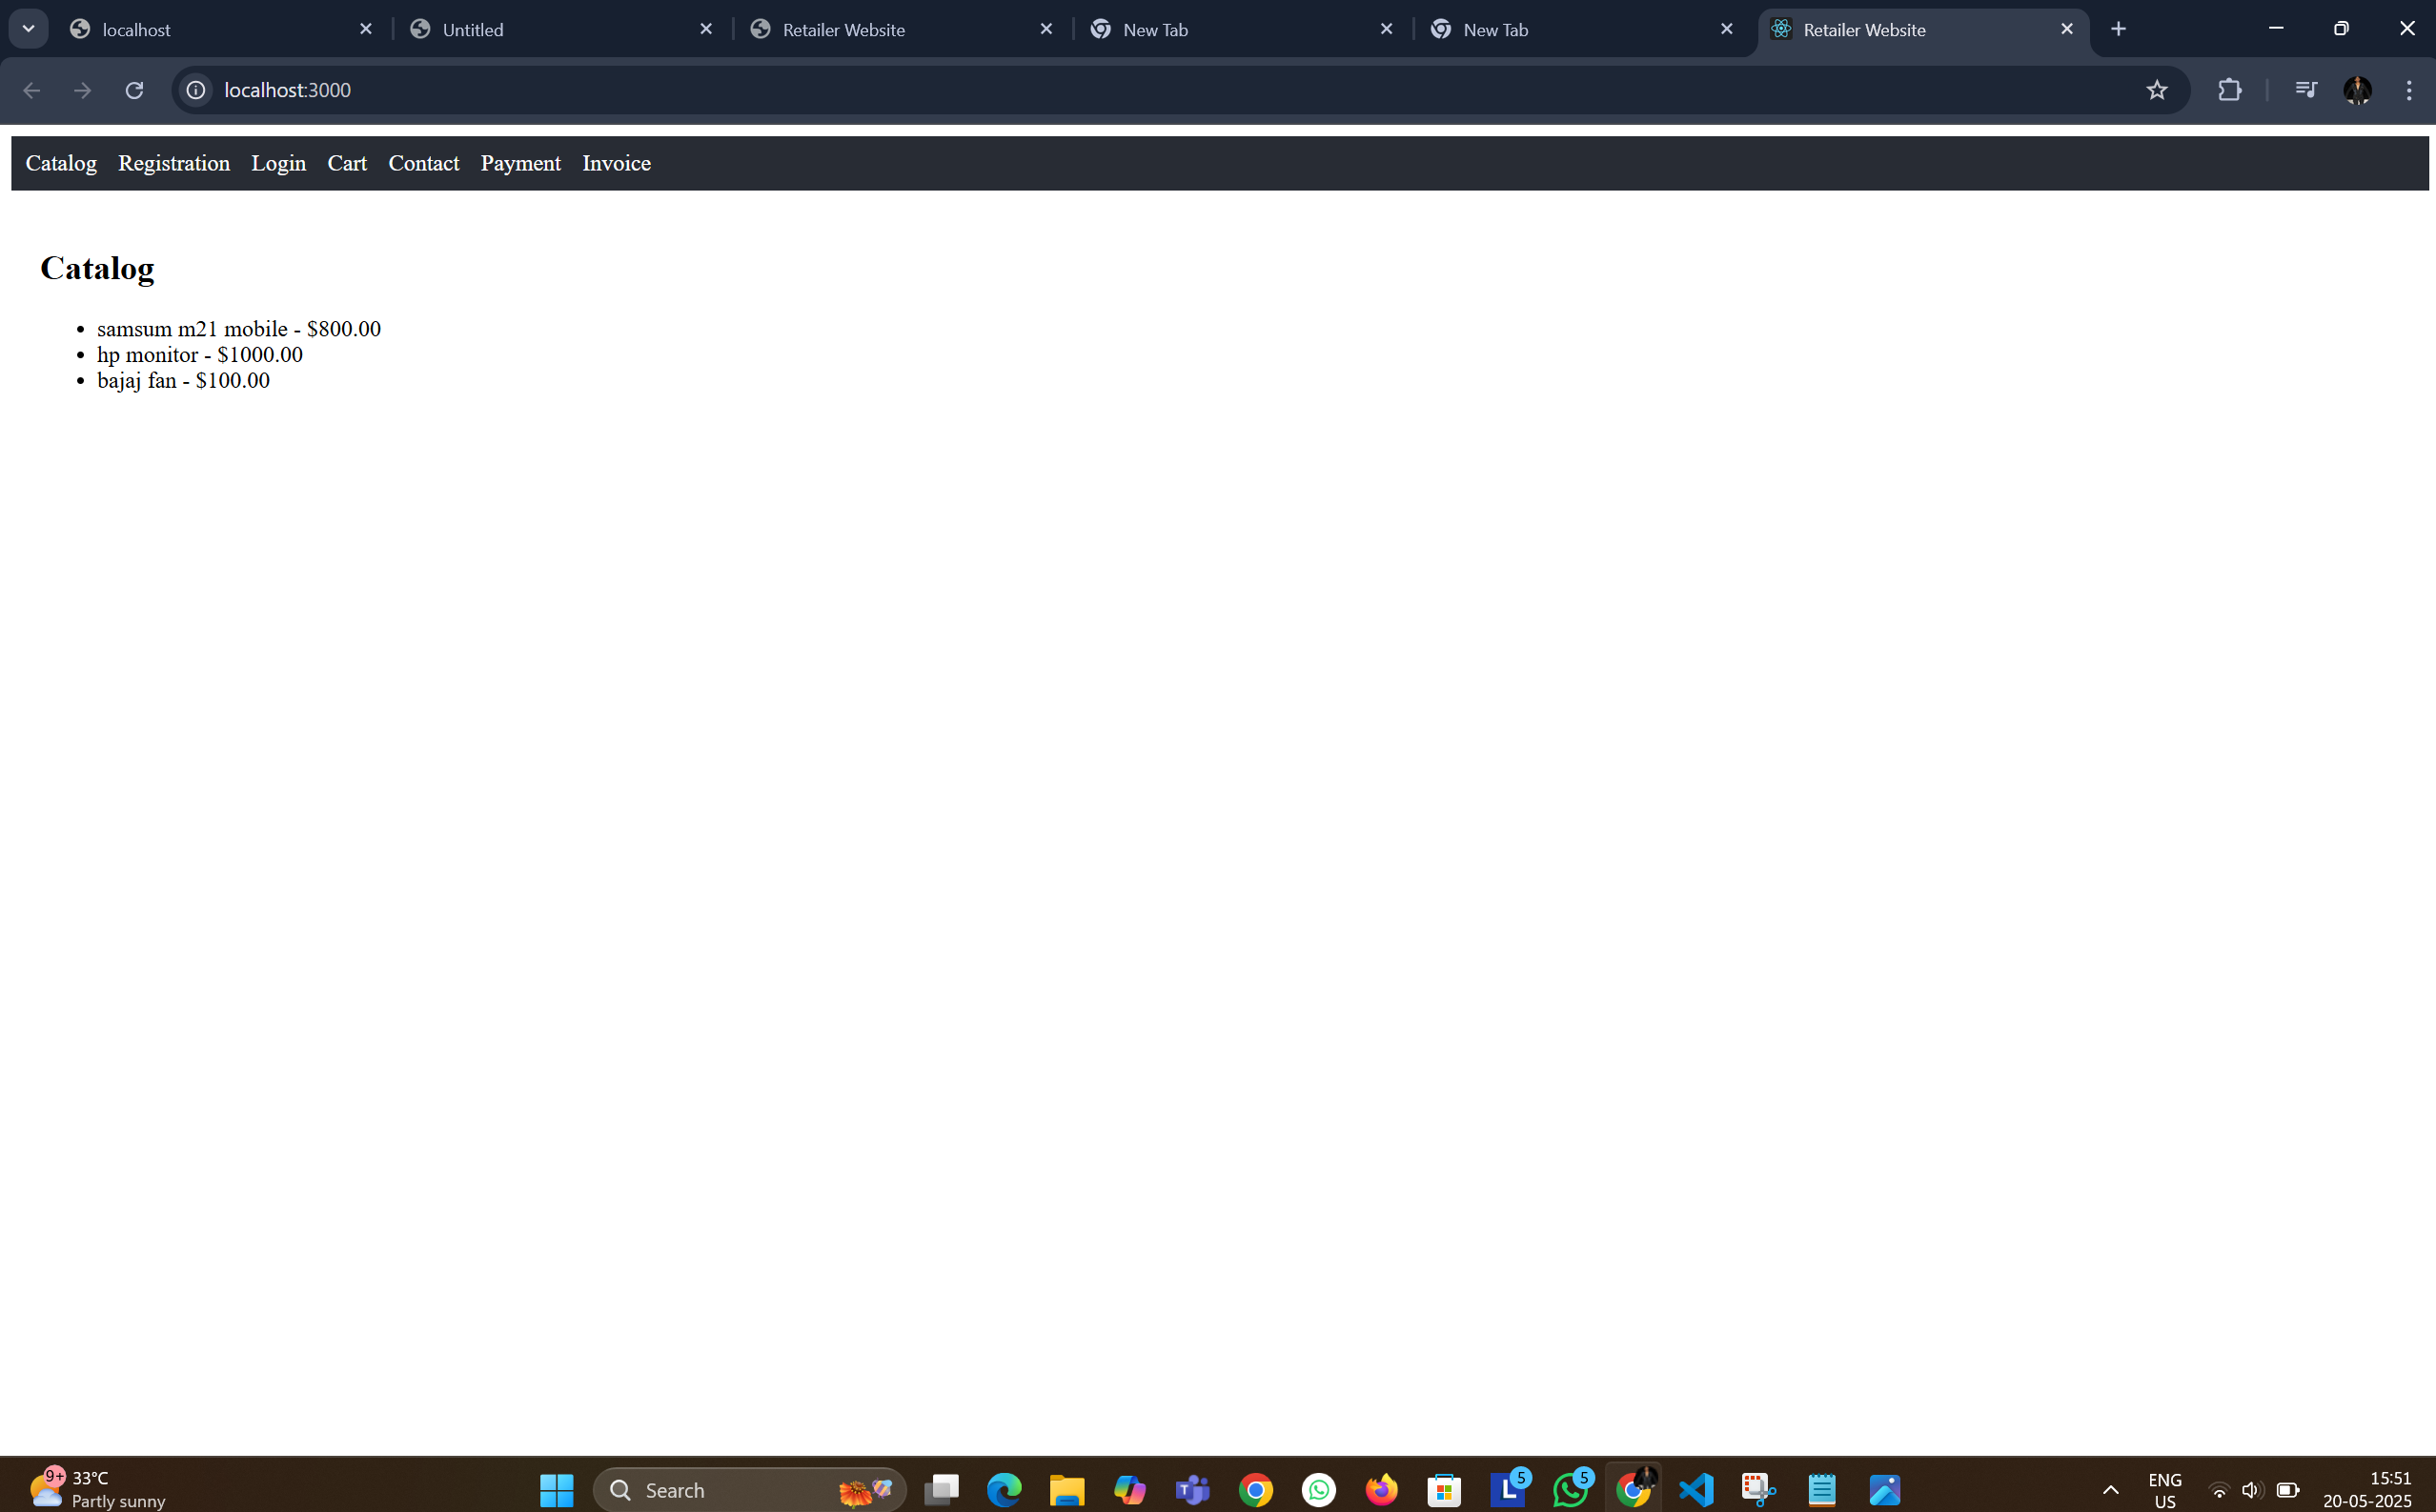 localhost
Untitled
Retailer Website
New Tab
New Tab
Retailer Website
localhost:3000
Catalog Registration Login Cart Contact Payment Invoice
Catalog
• samsum m21 mobile - $800.00
• hp monitor - $1000.00
• bajaj fan - $100.00
9+
33°C
Partly sunny
Search
T
L
5
5
ENG
US
15:51
20-05-2025